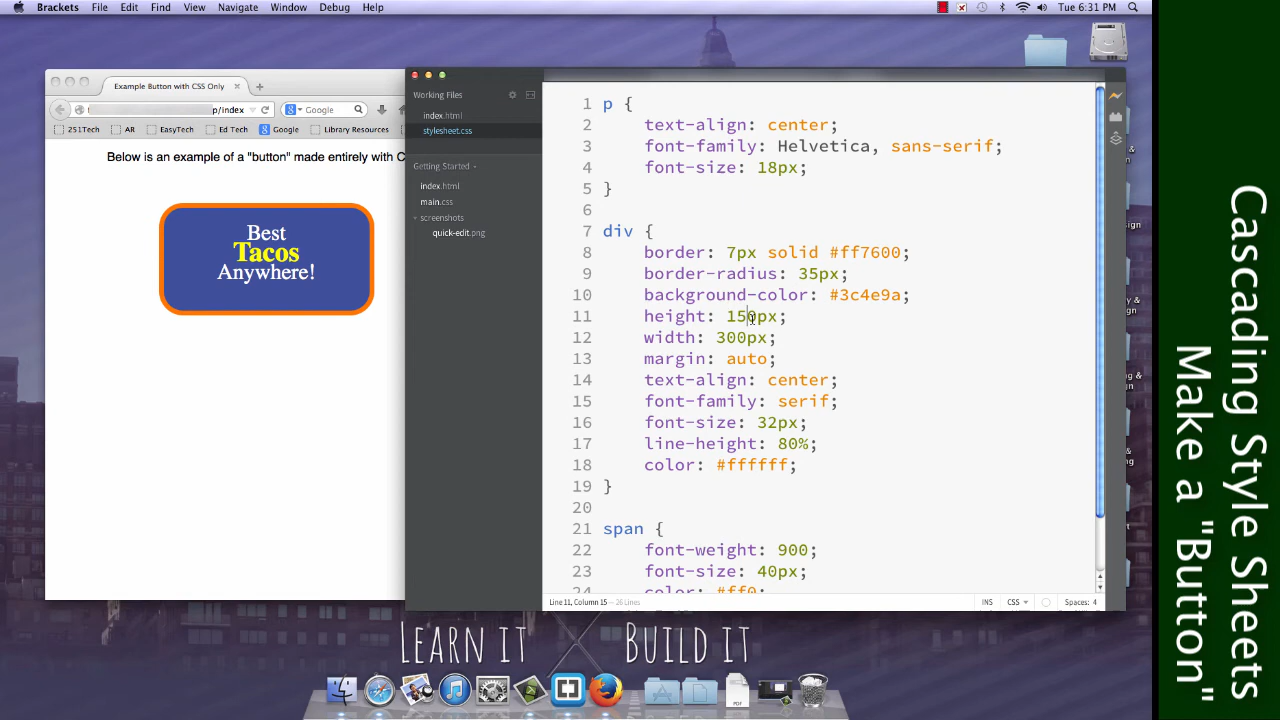 Brackets File Edit Find View Navigate Window Debug Help
Tue 6:31 PM
Example Button with CSS Only
p/index
Google
251Tech AR EasyTech Ed Tech Google Library Resources
Below is an example of a "button" made entirely with C
Best
Tacos
Anywhere!
Working Files
index.html
stylesheet.css
Getting Started
index.html
main.css
screenshots
quick-edit.png
1 p {
2 text-align: center;
3 font-family: Helvetica, sans-serif;
4 font-size: 18px;
5 }
6
7 div {
8 border: 7px solid #ff7600;
9 border-radius: 35px;
10 background-color: #3c4e9a;
11 height: 150px;
12 width: 300px;
13 margin: auto;
14 text-align: center;
15 font-family: serif;
16 font-size: 32px;
17 line-height: 80%;
18 color: #ffffff;
19 }
20
21 span {
22 font-weight: 900;
23 font-size: 40px;
24 color: #ff0;
Line 11, Column 15 — 26 Lines
INS CSS Spaces: 4
LEARN IT BUILD IT
PDF
Cascading Style Sheets
Make a "Button"